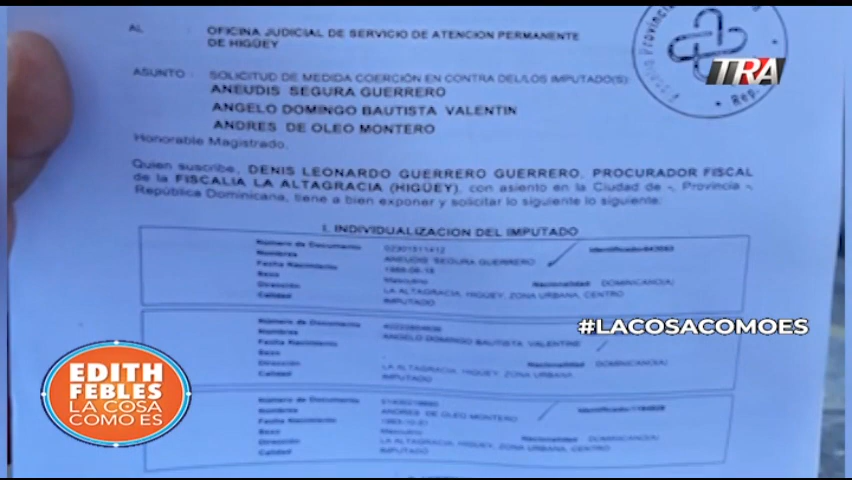 AL : OFICINA JUDICIAL DE SERVICIO DE ATENCION PERMANENTE
DE HIGÜEY
ASUNTO : SOLICITUD DE MEDIDA COERCIÓN EN CONTRA DEL/LOS IMPUTADO(S)
ANEUDIS SEGURA GUERRERO
ANGELO DOMINGO BAUTISTA VALENTIN
ANDRES DE OLEO MONTERO
Honorable Magistrado.
Quien suscribe, DENIS LEONARDO GUERRERO GUERRERO, PROCURADOR FISCAL
de la FISCALIA LA ALTAGRACIA (HIGÜEY), con asiento en la Ciudad de -, Provincia -,
República Dominicana, tiene a bien exponer y solicitar lo siguiente lo siguiente:
I. INDIVIDUALIZACION DEL IMPUTADO
Número de Documento
Nombres ANEUDIS SEGURA GUERRERO
Fecha Nacimiento
Sexo Masculino Nacionalidad DOMINICANO(A)
Dirección LA ALTAGRACIA, HIGÜEY, ZONA URBANA, CENTRO
Calidad IMPUTADO
Número de Documento
Nombres ANGELO DOMINGO BAUTISTA VALENTINE
Fecha Nacimiento
Sexo Nacionalidad DOMINICANO(A)
Dirección LA ALTAGRACIA, HIGÜEY, ZONA URBANA
Calidad IMPUTADO
Número de Documento
Nombres ANDRES DE OLEO MONTERO
Fecha Nacimiento
Sexo Masculino Nacionalidad DOMINICANO(A)
Dirección LA ALTAGRACIA, HIGÜEY, ZONA URBANA, CENTRO
Calidad IMPUTADO
Rep.
TRA
#LACOSACOMOES
EDITH
FEBLES
LA COSA
COMO ES